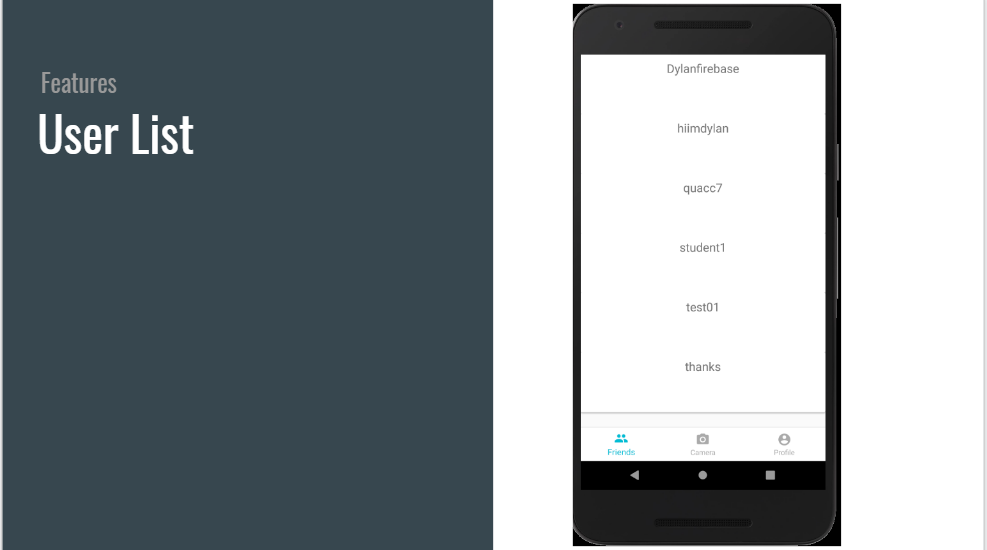 Features
User List
Dylanfirebase
hiimdylan
quacc7
student1
test01
thanks
Friends
Camera
Profile